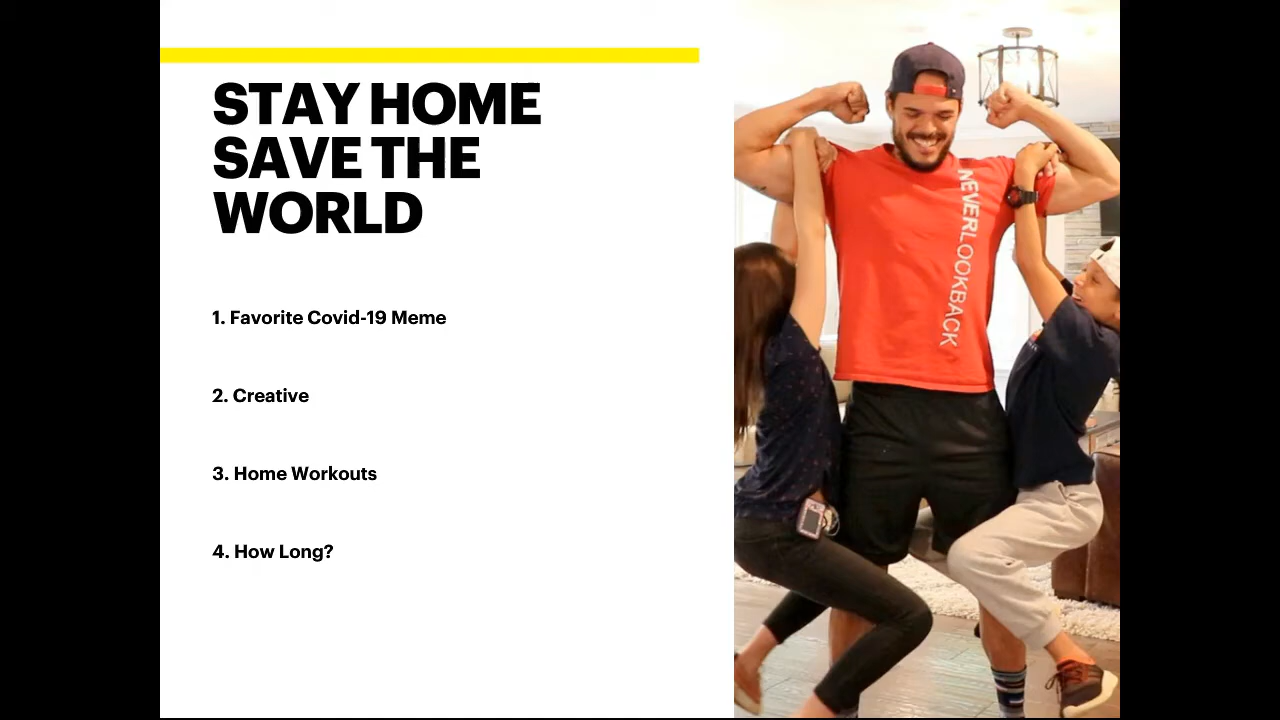 STAY HOME
SAVE THE
WORLD
1. Favorite Covid-19 Meme
2. Creative
3. Home Workouts
4. How Long?
NEVERLOOKBACK